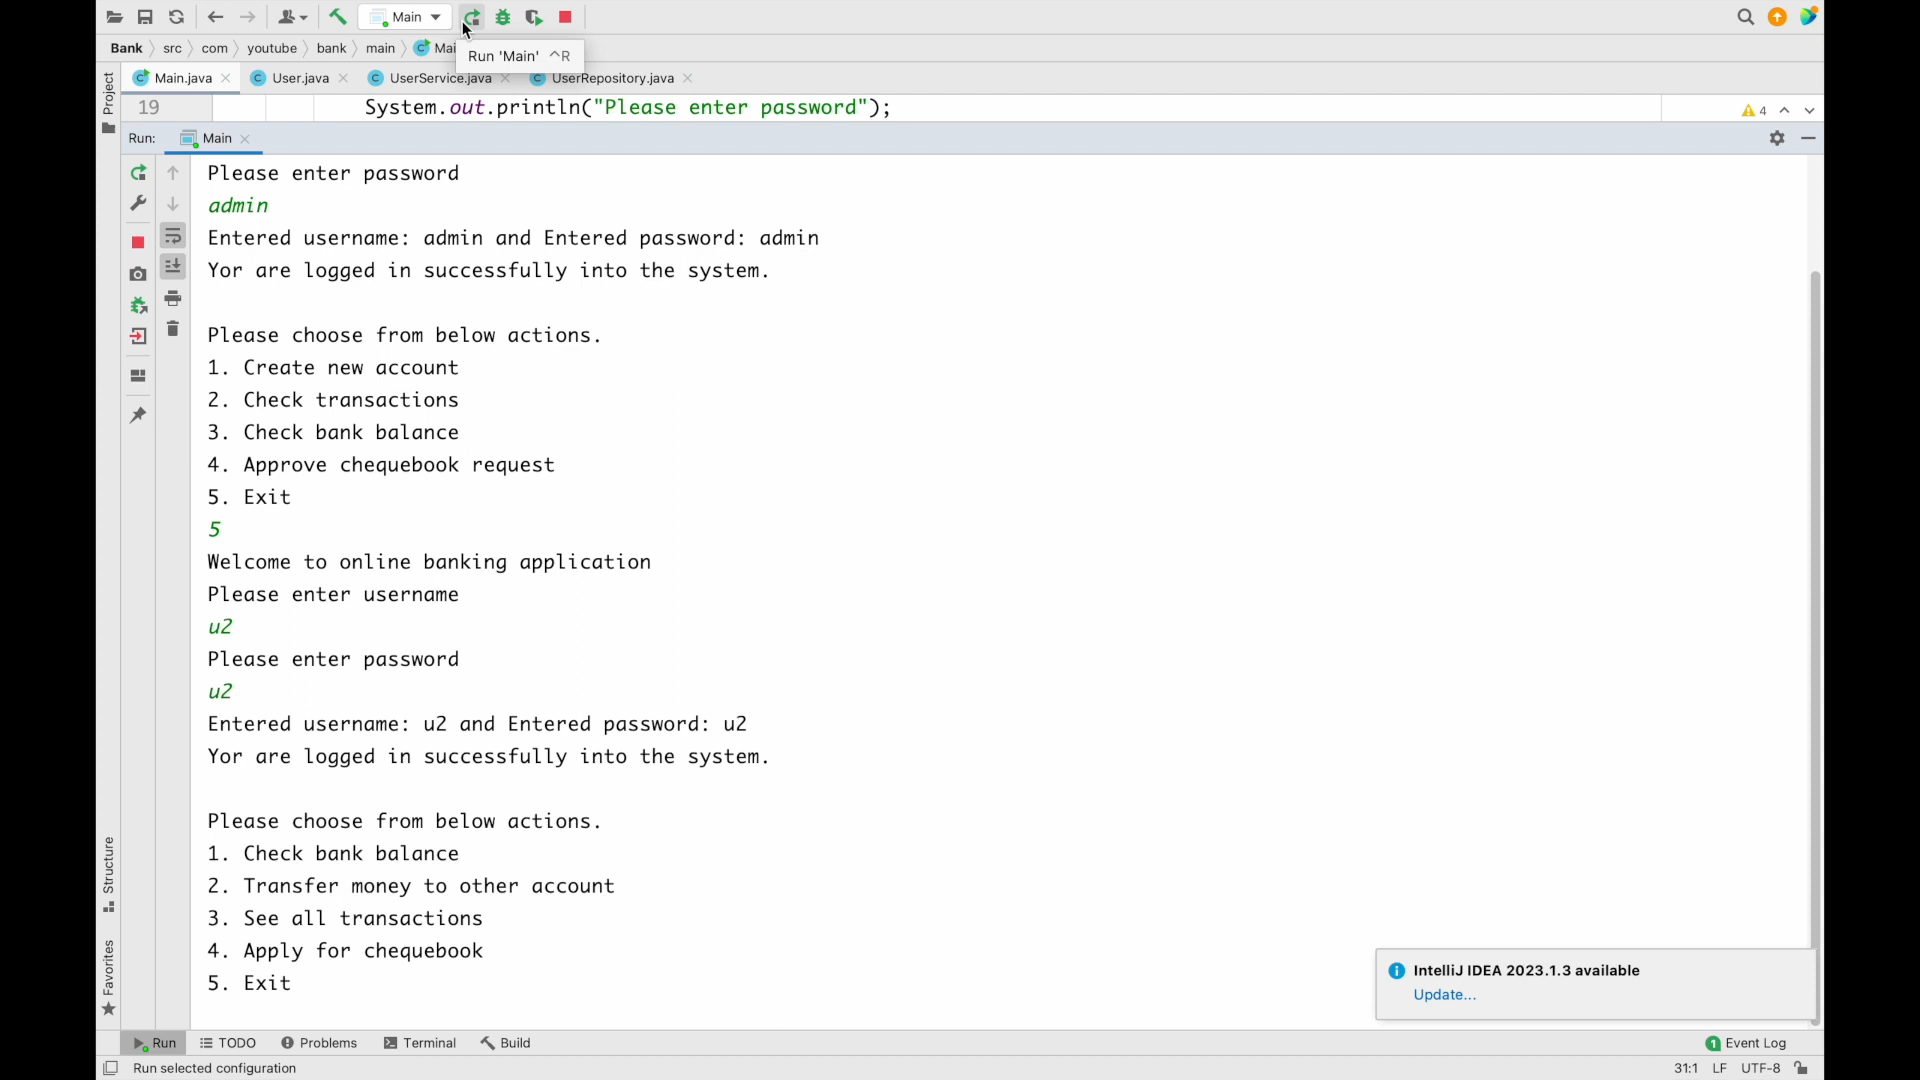 Main
Bank src com youtube bank main Mai
Run 'Main' ^R
Main.java User.java UserService.java UserRepository.java
Project
19 System.out.println("Please enter password");
4
Run: Main
Please enter password
admin
Entered username: admin and Entered password: admin
Yor are logged in successfully into the system.
Please choose from below actions.
1. Create new account
2. Check transactions
3. Check bank balance
4. Approve chequebook request
5. Exit
5
Welcome to online banking application
Please enter username
u2
Please enter password
u2
Entered username: u2 and Entered password: u2
Yor are logged in successfully into the system.
Please choose from below actions.
1. Check bank balance
2. Transfer money to other account
3. See all transactions
4. Apply for chequebook
5. Exit
Structure
Favorites
IntelliJ IDEA 2023.1.3 available
Update...
Run TODO Problems Terminal Build 1 Event Log
Run selected configuration 31:1 LF UTF-8